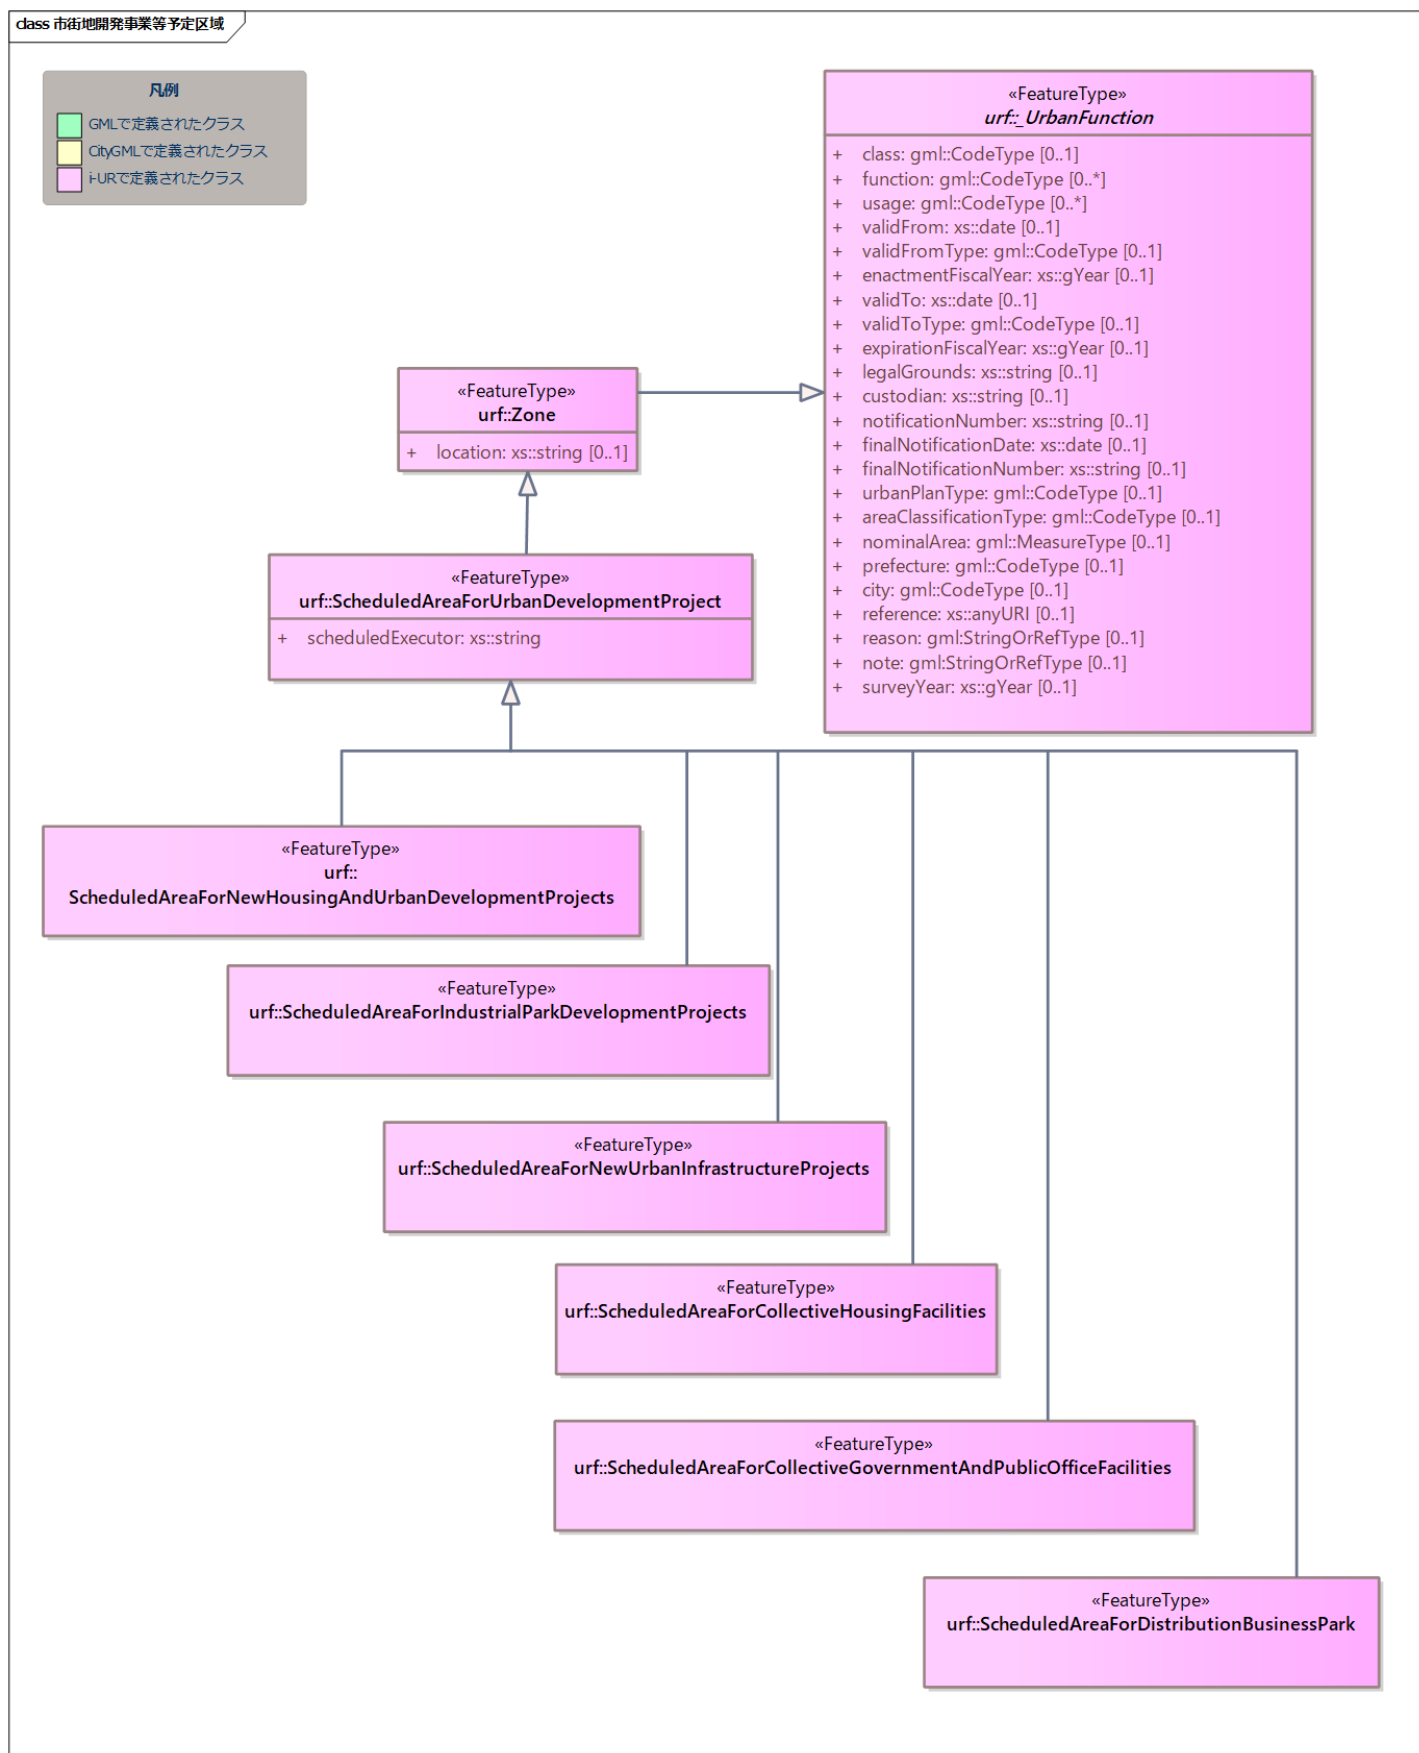 class 市街地開発事業等予定区域
凡例
GMLで定義されたクラス
CityGMLで定義されたクラス
i-URで定義されたクラス
«FeatureType»
urf::_UrbanFunction
+ class: gml::CodeType [0..1]
+ function: gml::CodeType [0..*]
+ usage: gml::CodeType [0..*]
+ validFrom: xs::date [0..1]
+ validFromType: gml::CodeType [0..1]
+ enactmentFiscalYear: xs::gYear [0..1]
+ validTo: xs::date [0..1]
+ validToType: gml::CodeType [0..1]
+ expirationFiscalYear: xs::gYear [0..1]
+ legalGrounds: xs::string [0..1]
+ custodian: xs::string [0..1]
+ notificationNumber: xs::string [0..1]
+ finalNotificationDate: xs::date [0..1]
+ finalNotificationNumber: xs::string [0..1]
+ urbanPlanType: gml::CodeType [0..1]
+ areaClassificationType: gml::CodeType [0..1]
+ nominalArea: gml::MeasureType [0..1]
+ prefecture: gml::CodeType [0..1]
+ city: gml::CodeType [0..1]
+ reference: xs::anyURI [0..1]
+ reason: gml:StringOrRefType [0..1]
+ note: gml:StringOrRefType [0..1]
+ surveyYear: xs::gYear [0..1]
«FeatureType»
urf::Zone
+ location: xs::string [0..1]
«FeatureType»
urf::ScheduledAreaForUrbanDevelopmentProject
+ scheduledExecutor: xs::string
«FeatureType»
urf::
ScheduledAreaForNewHousingAndUrbanDevelopmentProjects
«FeatureType»
urf::ScheduledAreaForIndustrialParkDevelopmentProjects
«FeatureType»
urf::ScheduledAreaForNewUrbanInfrastructureProjects
«FeatureType»
urf::ScheduledAreaForCollectiveHousingFacilities
«FeatureType»
urf::ScheduledAreaForCollectiveGovernmentAndPublicOfficeFacilities
«FeatureType»
urf::ScheduledAreaForDistributionBusinessPark